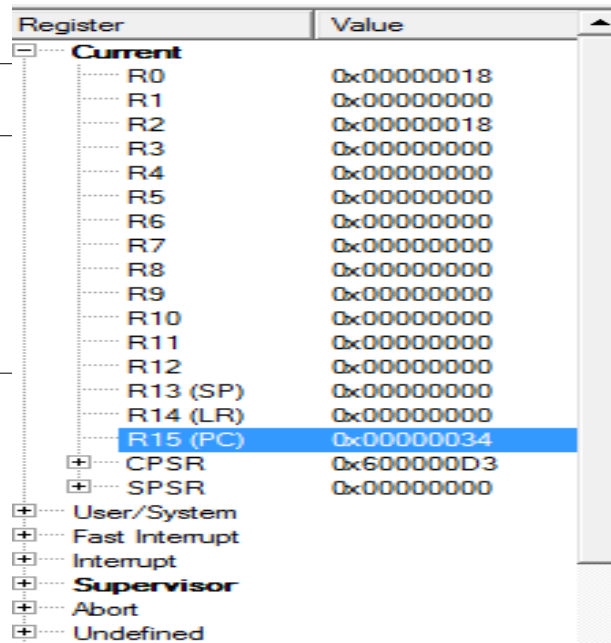 Register Value
Current
R0 0x00000018
R1 0x00000000
R2 0x00000018
R3 0x00000000
R4 0x00000000
R5 0x00000000
R6 0x00000000
R7 0x00000000
R8 0x00000000
R9 0x00000000
R10 0x00000000
R11 0x00000000
R12 0x00000000
R13 (SP) 0x00000000
R14 (LR) 0x00000000
R15 (PC) 0x00000034
CPSR 0x600000D3
SPSR 0x00000000
User/System
Fast Interrupt
Interrupt
Supervisor
Abort
Undefined